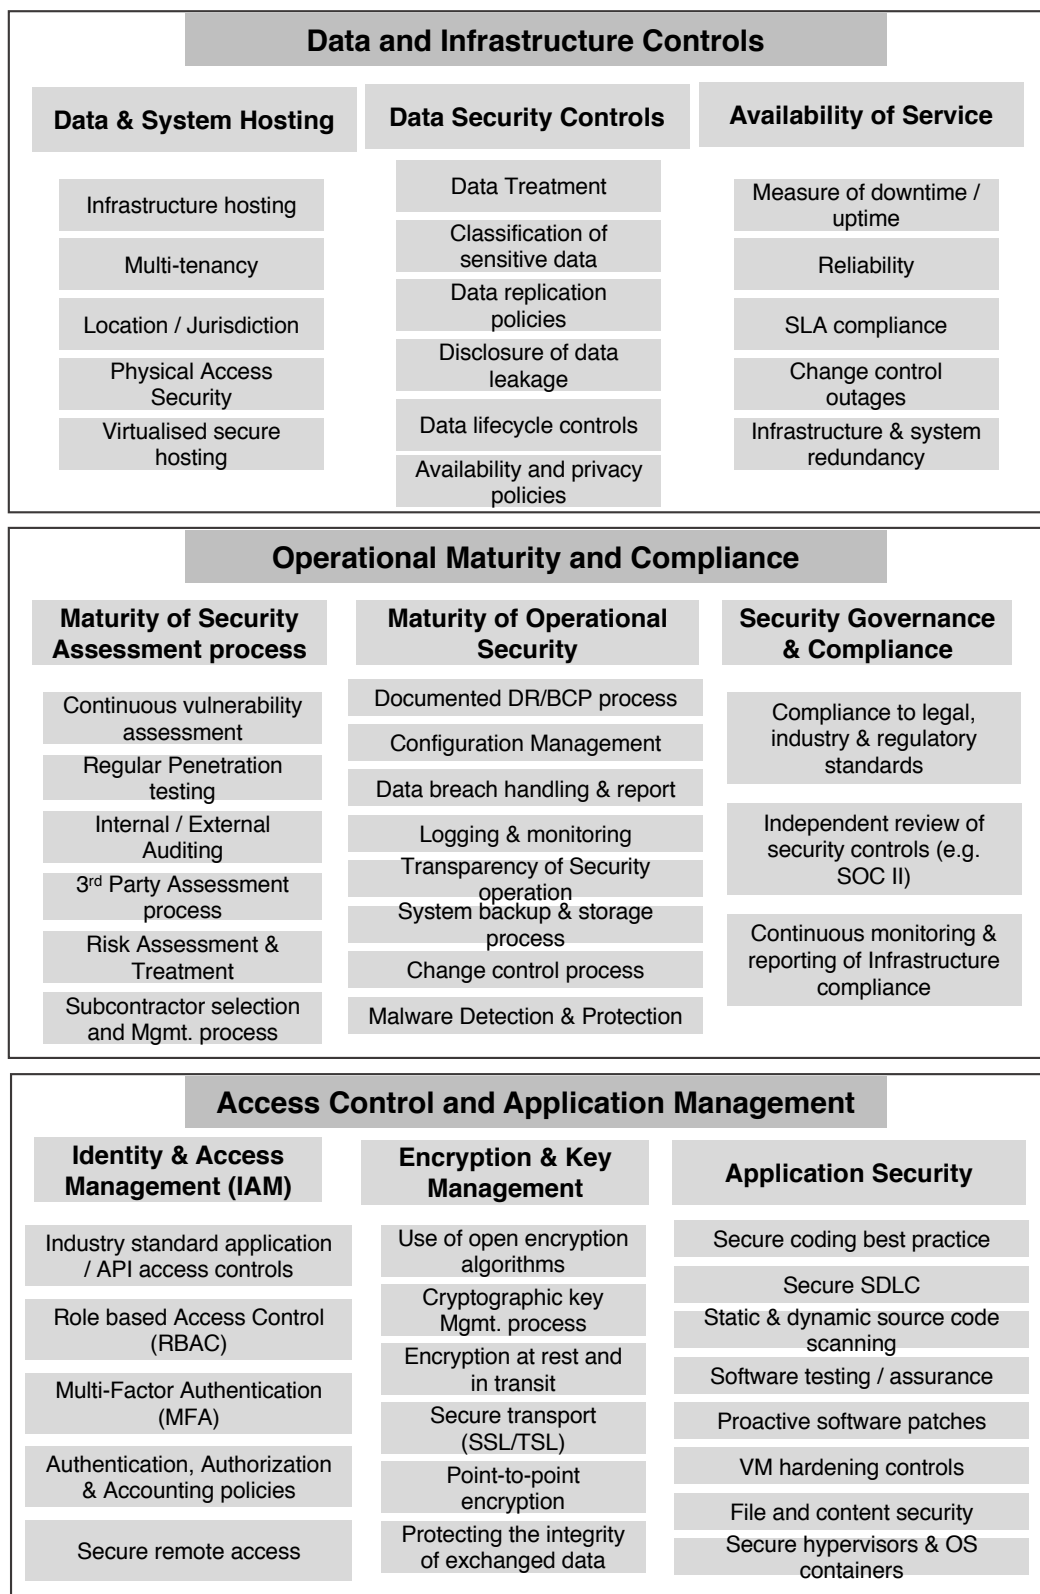 Data and Infrastructure Controls
Data & System Hosting
Infrastructure hosting
Multi-tenancy
Location / Jurisdiction
Physical Access
Security
Virtualised secure
hosting
Data Security Controls
Data Treatment
Classification of
sensitive data
Data replication
policies
Disclosure of data
leakage
Data lifecycle controls
Availability and privacy
policies
Availability of Service
Measure of downtime /
uptime
Reliability
SLA compliance
Change control
outages
Infrastructure & system
redundancy
Operational Maturity and Compliance
Maturity of Security
Assessment process
Continuous vulnerability
assessment
Regular Penetration
testing
Internal / External
Auditing
3rd Party Assessment
process
Risk Assessment &
Treatment
Subcontractor selection
and Mgmt. process
Maturity of Operational
Security
Documented DR/BCP process
Configuration Management
Data breach handling & report
Logging & monitoring
Transparency of Security
operation
System backup & storage
process
Change control process
Malware Detection & Protection
Security Governance
& Compliance
Compliance to legal,
industry & regulatory
standards
Independent review of
security controls (e.g.
SOC II)
Continuous monitoring &
reporting of Infrastructure
compliance
Access Control and Application Management
Identity & Access
Management (IAM)
Industry standard application
/ API access controls
Role based Access Control
(RBAC)
Multi-Factor Authentication
(MFA)
Authentication, Authorization
& Accounting policies
Secure remote access
Encryption & Key
Management
Use of open encryption
algorithms
Cryptographic key
Mgmt. process
Encryption at rest and
in transit
Secure transport
(SSL/TSL)
Point-to-point
encryption
Protecting the integrity
of exchanged data
Application Security
Secure coding best practice
Secure SDLC
Static & dynamic source code
scanning
Software testing / assurance
Proactive software patches
VM hardening controls
File and content security
Secure hypervisors & OS
containers